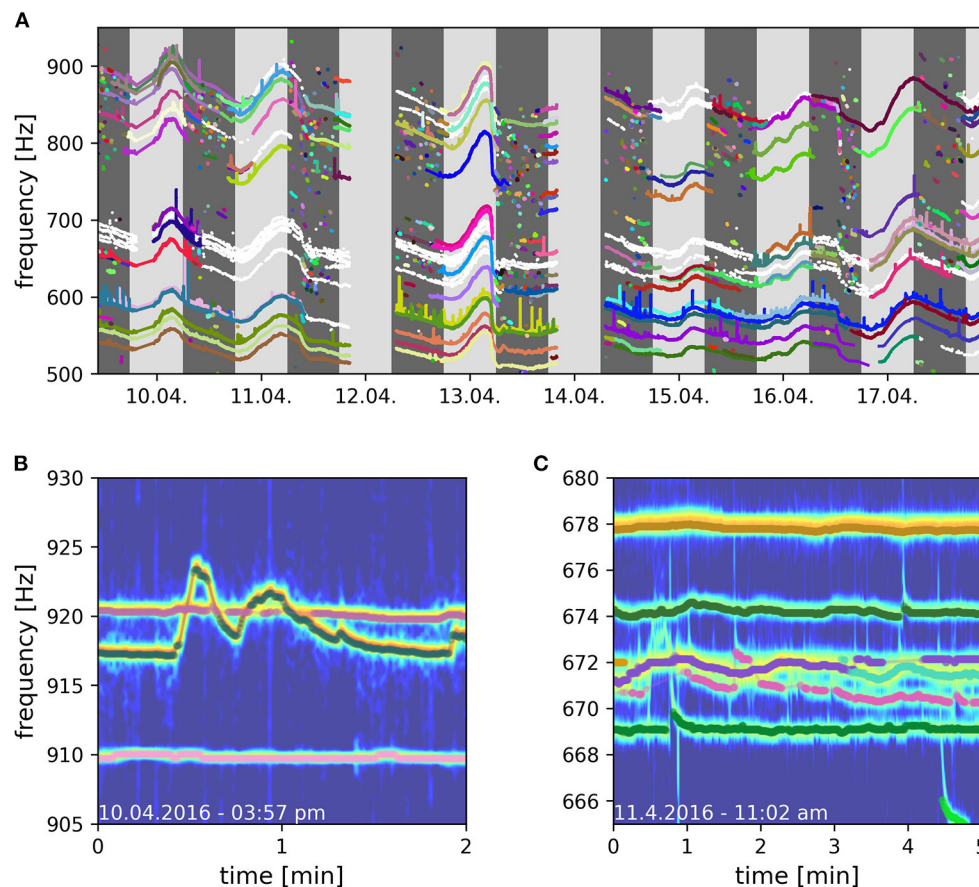 A
frequency [Hz]
900
800
700
600
500
10.04. 11.04. 12.04. 13.04. 14.04. 15.04. 16.04. 17.04.
B
frequency [Hz]
930
925
920
915
910
905
10.04.2016 - 03:57 pm
0 1 2
time [min]
C
680
678
676
674
672
670
668
666
11.4.2016 - 11:02 am
0 1 2 3 4 5
time [min]